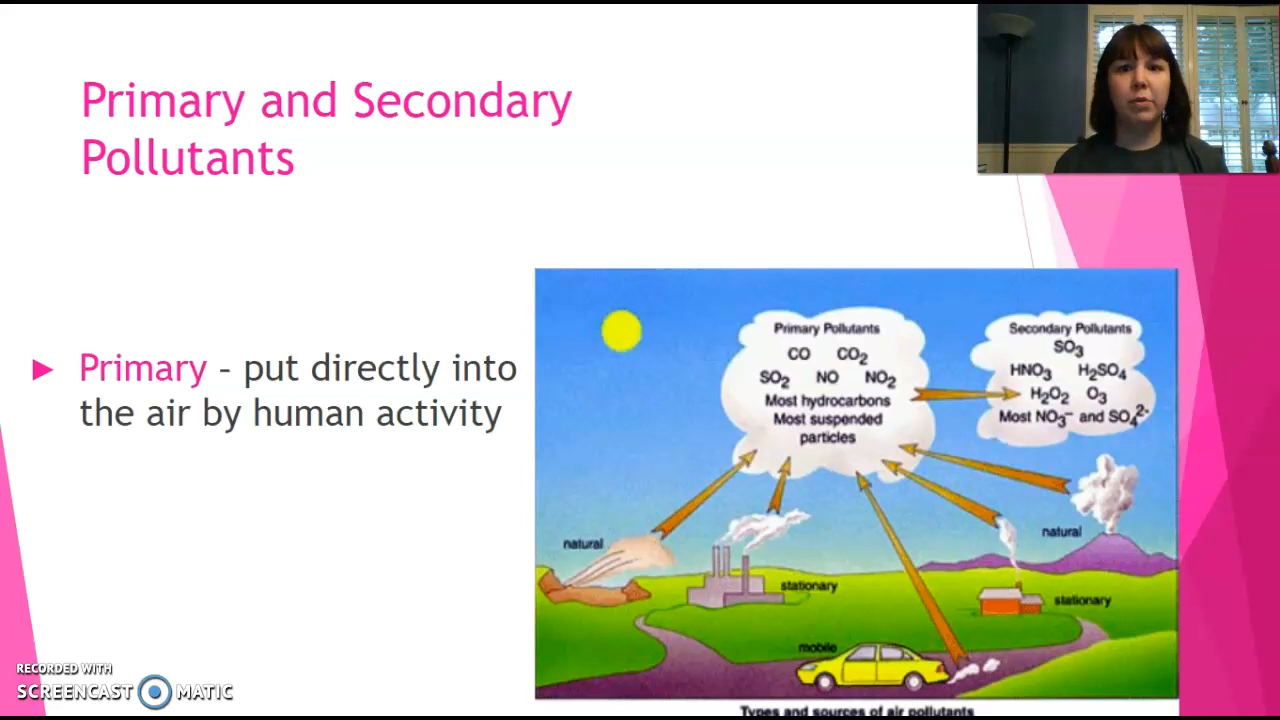 Primary and Secondary
Pollutants
► Primary – put directly into
the air by human activity
Primary Pollutants
CO CO₂
SO₂ NO NO₂
Most hydrocarbons
Most suspended
particles
Secondary Pollutants
SO₃
HNO₃ H₂SO₄
H₂O₂ O₃
Most NO₃⁻ and SO₄²⁻
natural
stationary
mobile
natural
stationary
Types and sources of air pollutants
RECORDED WITH
SCREENCAST MATIC